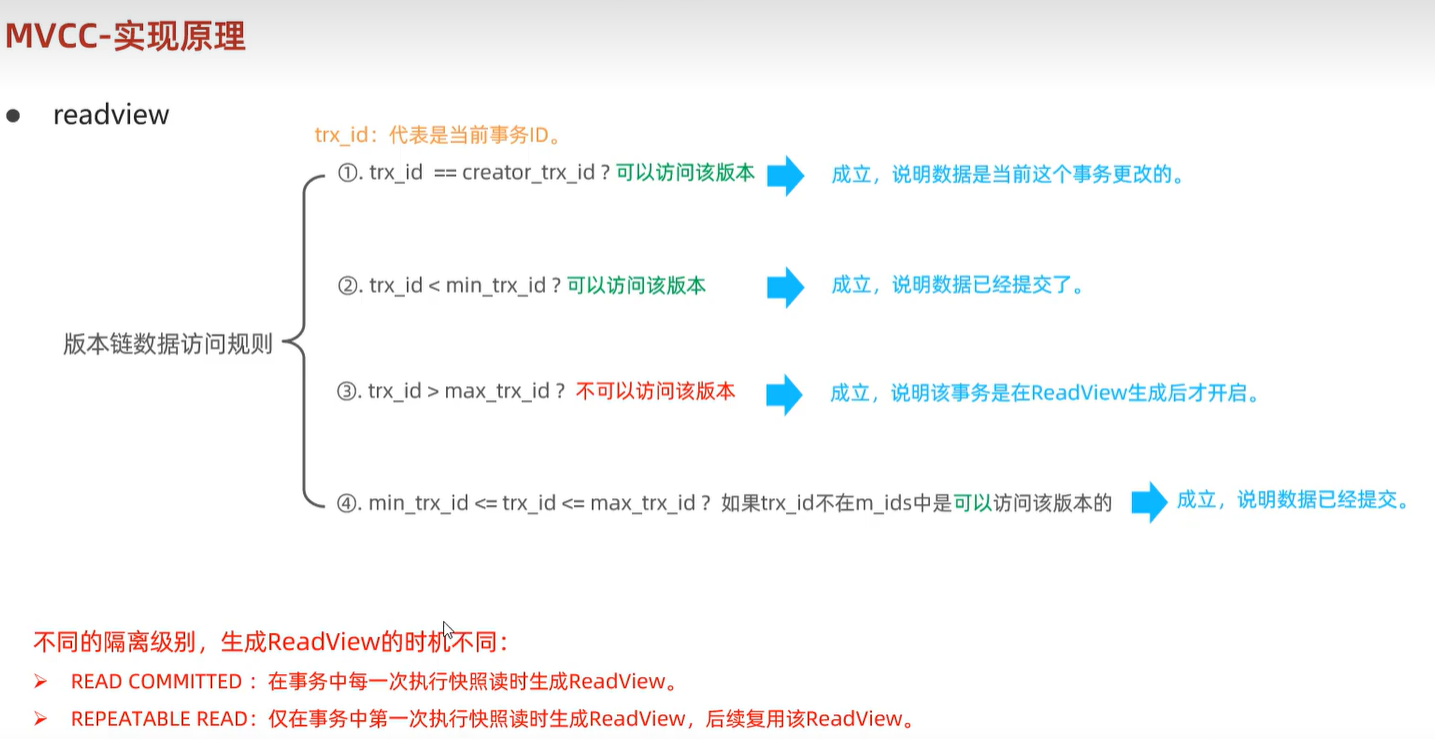 MVCC-实现原理
● readview
trx_id：代表是当前事务ID。
①. trx_id == creator_trx_id ? 可以访问该版本 成立，说明数据是当前这个事务更改的。
②. trx_id < min_trx_id ? 可以访问该版本 成立，说明数据已经提交了。
版本链数据访问规则
③. trx_id > max_trx_id ? 不可以访问该版本 成立，说明该事务是在ReadView生成后才开启。
④. min_trx_id <= trx_id <= max_trx_id ? 如果trx_id不在m_ids中是可以访问该版本的 成立，说明数据已经提交。
不同的隔离级别，生成ReadView的时机不同：
➢ READ COMMITTED ：在事务中每一次执行快照读时生成ReadView。
➢ REPEATABLE READ：仅在事务中第一次执行快照读时生成ReadView，后续复用该ReadView。